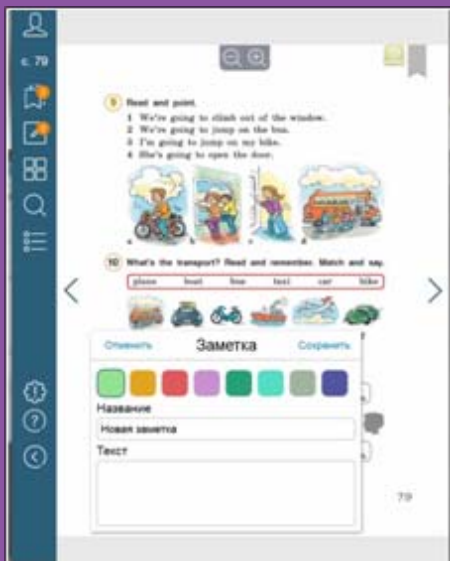 с. 79
9 Read and point.
1 We're going to climb out of the window.
2 We're going to jump on the bus.
3 I'm going to jump on my bike.
4 She's going to open the door.
a b c d
10 What's the transport? Read and remember. Match and say.
plane boat bus taxi car bike
Отменить Заметка Сохранить
Название
Новая заметка
Текст
79